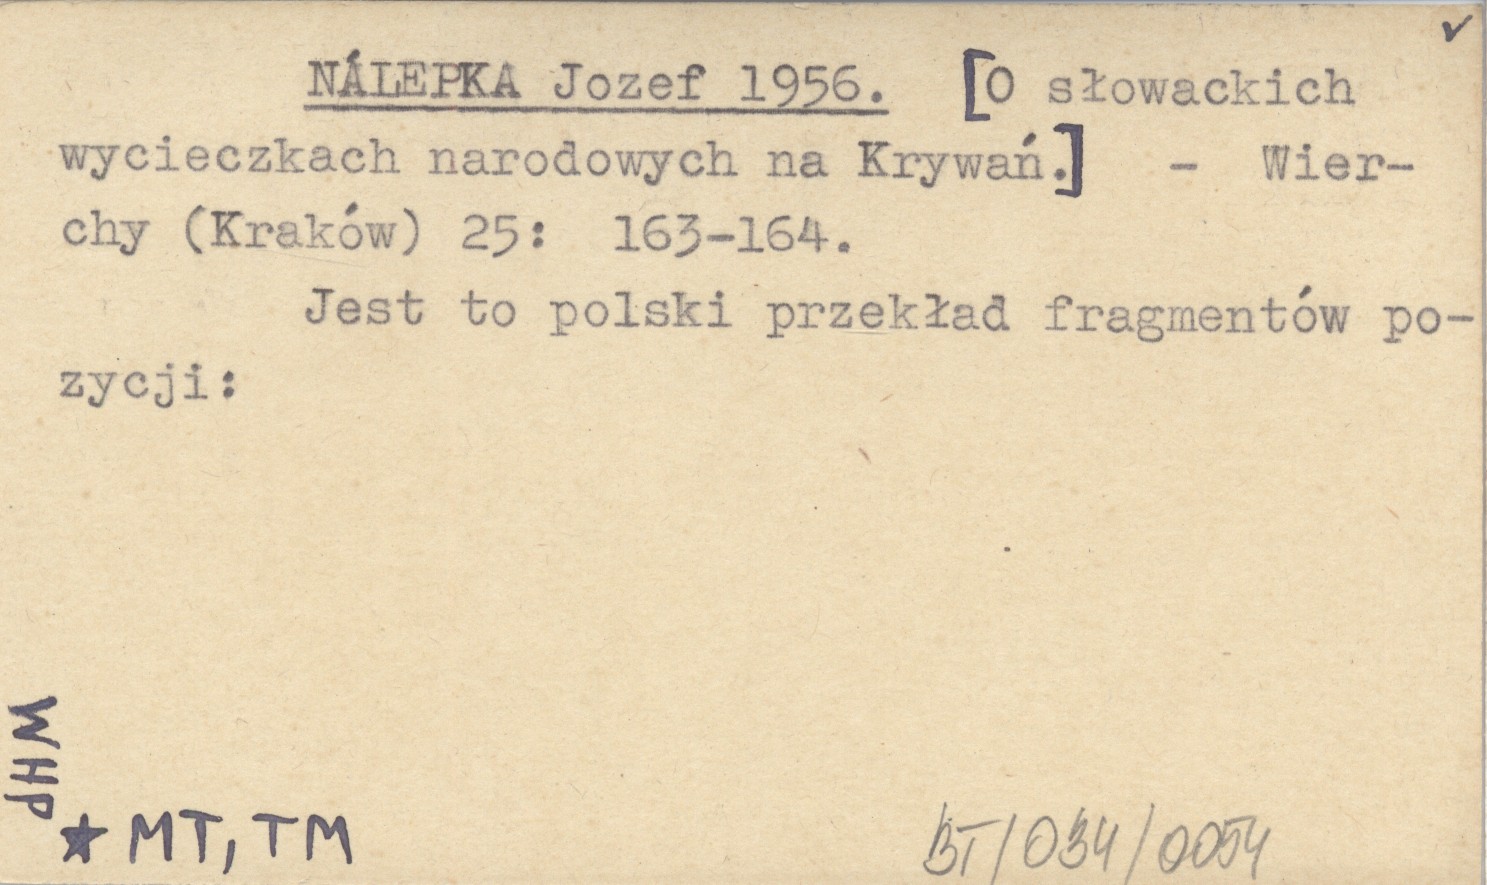 NÁLEPKA Jozef 1956. [O słowackich
wycieczkach narodowych na Krywań.] - Wier-
chy (Kraków) 25: 163-164.
Jest to polski przekład fragmentów po-
zycji:
WHP
★ MT, TM
BT/034/0054